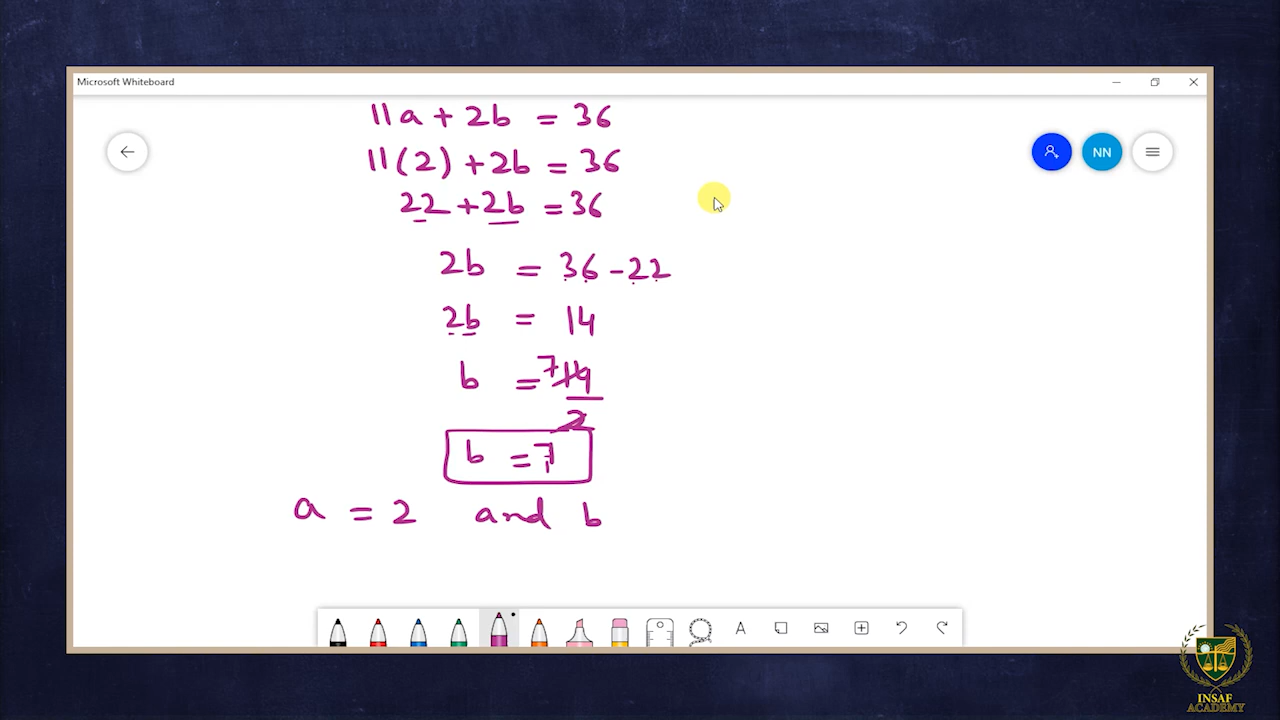 Microsoft Whiteboard
11a + 2b = 36
11(2) + 2b = 36
NN
22 + 2b = 36
2b = 36 - 22
2b = 14
b = 7 14/2
b = 7
a = 2 and b
A
INSAF
ACADEMY